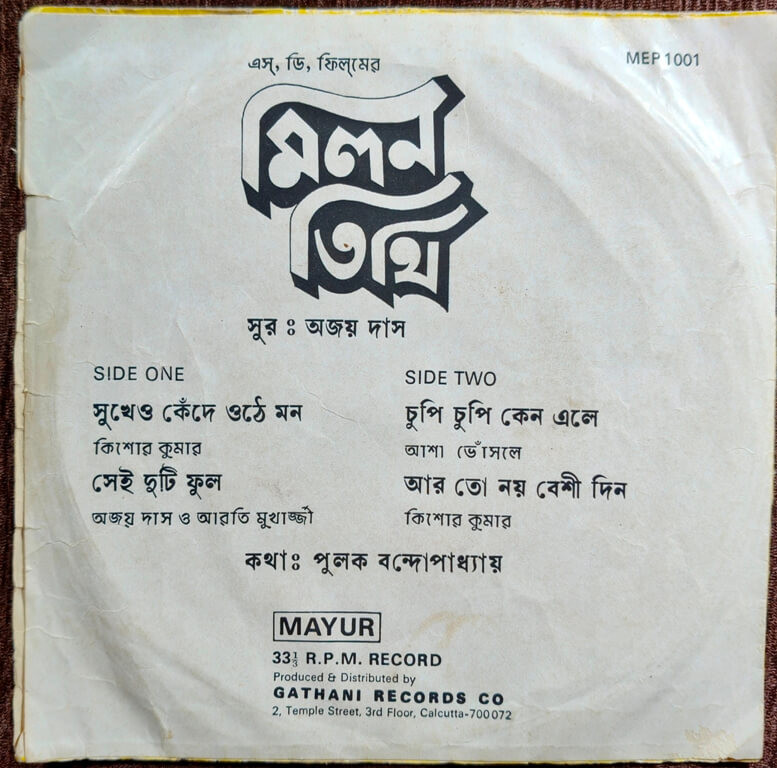 এস্, ডি, ফিল্মের
MEP 1001
মিলন
তিথি
সুর : অজয় দাস
SIDE ONE
সুখেও কেঁদে ওঠে মন
কিশোর কুমার
সেই দুটি ফুল
অজয় দাস ও আরতি মুখার্জ্জী
SIDE TWO
চুপি চুপি কেন এলে
আশা ভোঁসলে
আর তো নয় বেশী দিন
কিশোর কুমার
কথা : পুলক বন্দোপাধ্যায়
MAYUR
33⅓ R.P.M. RECORD
Produced & Distributed by
GATHANI RECORDS CO
2, Temple Street, 3rd Floor, Calcutta-700072